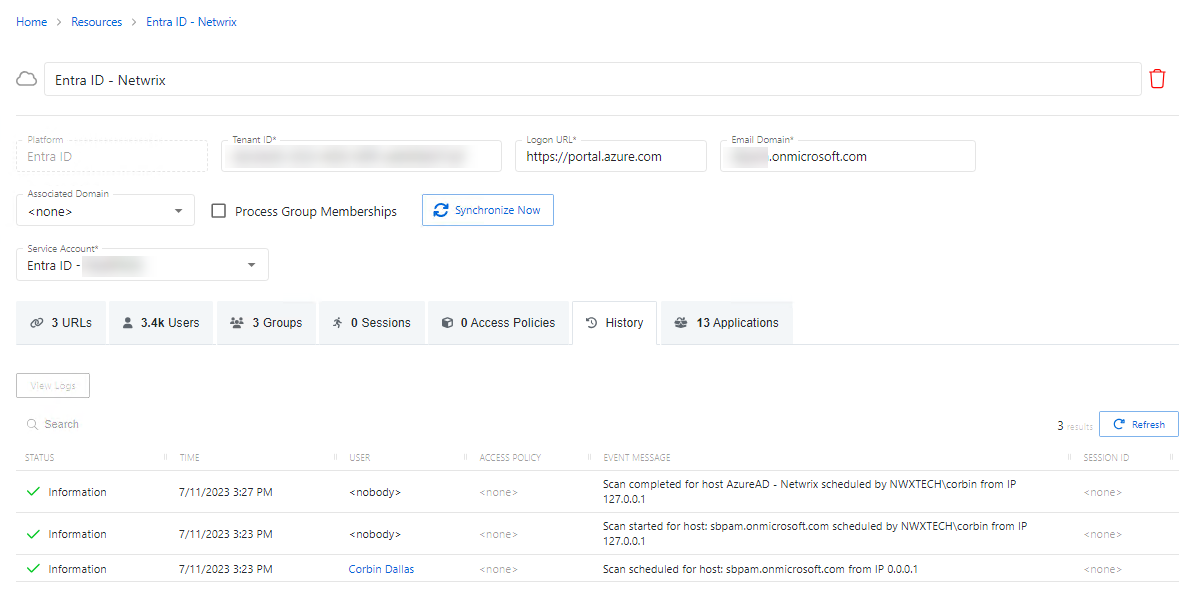 Home > Resources > Entra ID - Netwrix
Entra ID - Netwrix
Platform Tenant ID* Logon URL* Email Domain*
Entra ID https://portal.azure.com .onmicrosoft.com
Associated Domain
<none> Process Group Memberships Synchronize Now
Service Account*
Entra ID -
3 URLs 3.4k Users 3 Groups 0 Sessions 0 Access Policies History 13 Applications
View Logs
Search 3 results Refresh
STATUS TIME USER ACCESS POLICY EVENT MESSAGE SESSION ID
Information 7/11/2023 3:27 PM <nobody> <none> Scan completed for host AzureAD - Netwrix scheduled by NWXTECH\corbin from IP <none>
127.0.0.1
Information 7/11/2023 3:23 PM <nobody> <none> Scan started for host: sbpam.onmicrosoft.com scheduled by NWXTECH\corbin from IP <none>
127.0.0.1
Information 7/11/2023 3:23 PM Corbin Dallas <none> Scan scheduled for host: sbpam.onmicrosoft.com from IP 0.0.0.1 <none>